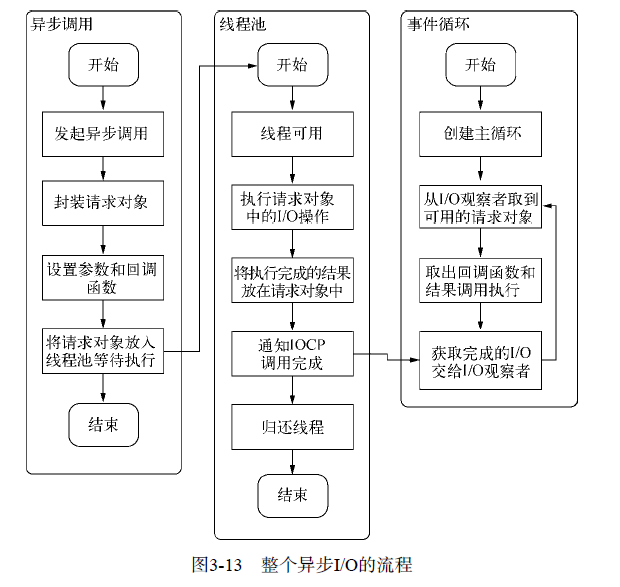 异步调用
开始
发起异步调用
封装请求对象
设置参数和回调
函数
将请求对象放入
线程池等待执行
结束
线程池
开始
线程可用
执行请求对象
中的I/O操作
将执行完成的结果
放在请求对象中
通知IOCP
调用完成
归还线程
结束
事件循环
开始
创建主循环
从I/O观察者取到
可用的请求对象
取出回调函数和
结果调用执行
获取完成的I/O
交给I/O观察者
图3-13 整个异步I/O的流程